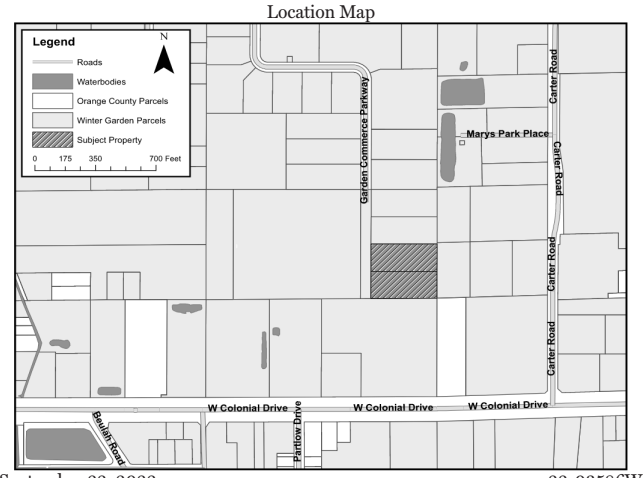 Location Map
Legend
N
Roads
Waterbodies
Orange County Parcels
Winter Garden Parcels
Subject Property
0 175 350 700 Feet
Garden Commerce Parkway
Carter Road
Marys Park Place
Carter Road
Carter Road
Carter Road
W Colonial Drive
W Colonial Drive
W Colonial Drive
Beulah Road
Partlow Drive